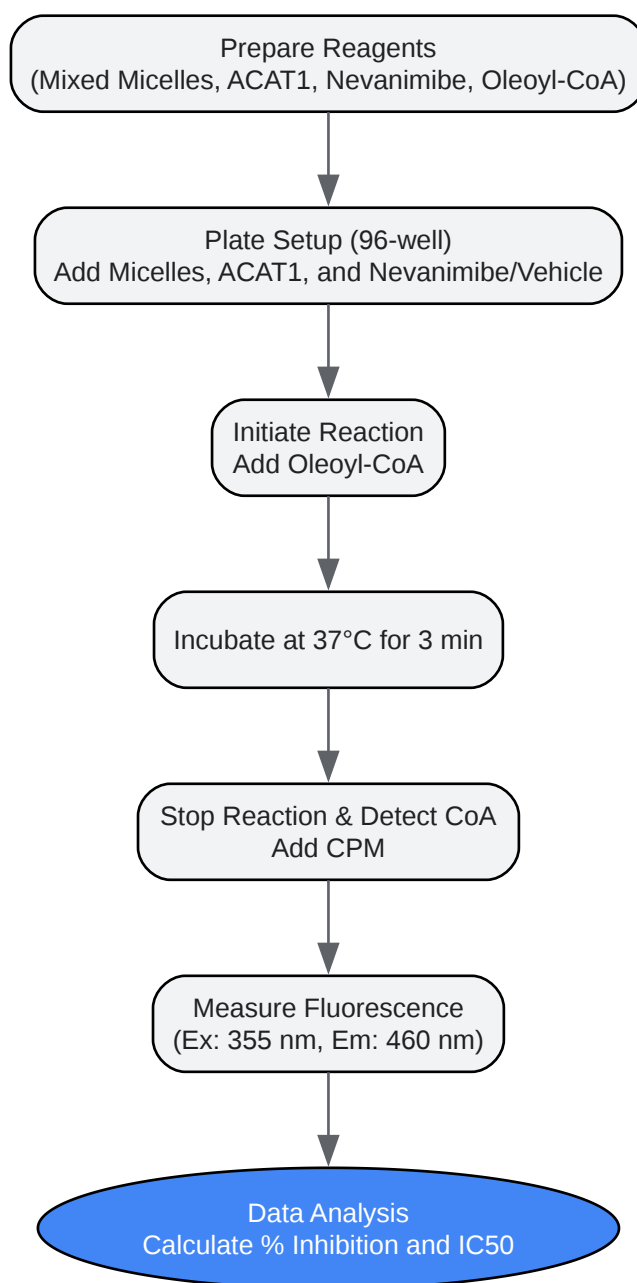 Prepare Reagents
(Mixed Micelles, ACAT1, Nevanimibe, Oleoyl-CoA)
Plate Setup (96-well)
Add Micelles, ACAT1, and Nevanimibe/Vehicle
Initiate Reaction
Add Oleoyl-CoA
Incubate at 37°C for 3 min
Stop Reaction & Detect CoA
Add CPM
Measure Fluorescence
(Ex: 355 nm, Em: 460 nm)
Data Analysis
Calculate % Inhibition and IC50